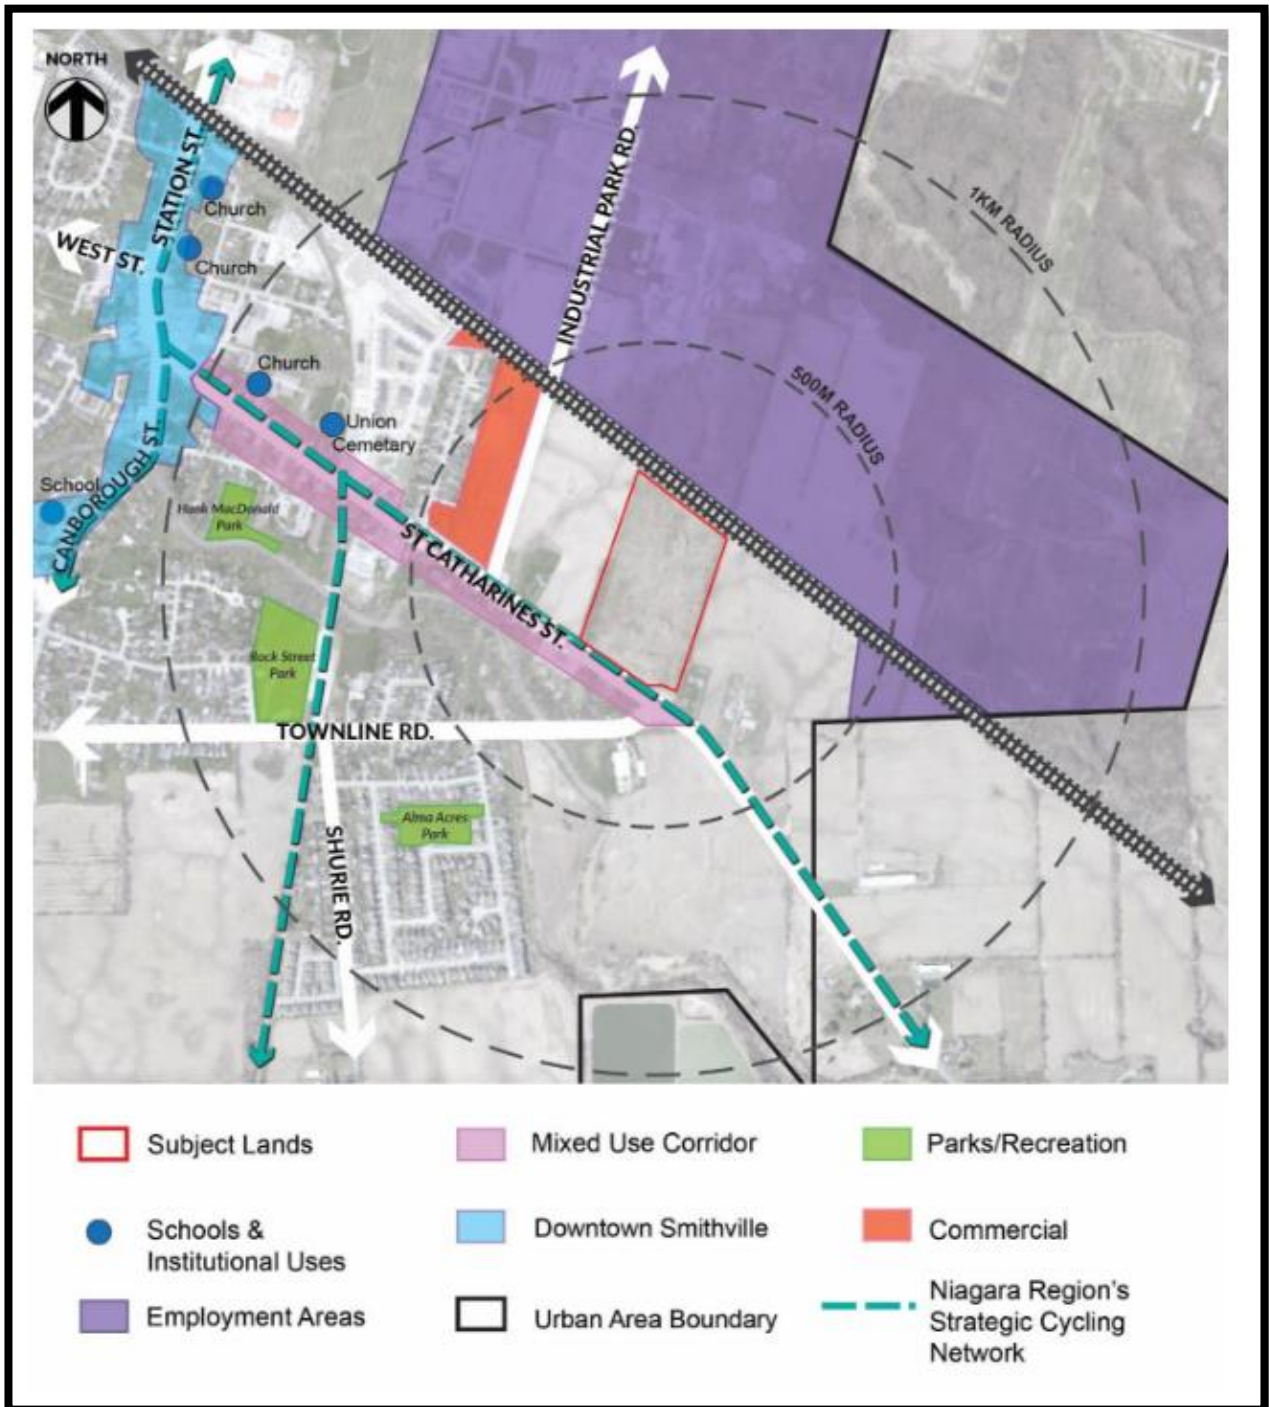 NORTH
STATION ST.
Church
WEST ST.
Church
INDUSTRIAL PARK RD.
1KM RADIUS
500M RADIUS
Church
Union
Cemetary
School
CANBOROUGH ST.
Hank MacDonald
Park
ST CATHARINES ST.
Rock Street
Park
TOWNLINE RD.
Alma Acres
Park
SHURIE RD.
Subject Lands
Mixed Use Corridor
Parks/Recreation
Schools &
Institutional Uses
Downtown Smithville
Commercial
Employment Areas
Urban Area Boundary
Niagara Region's
Strategic Cycling
Network